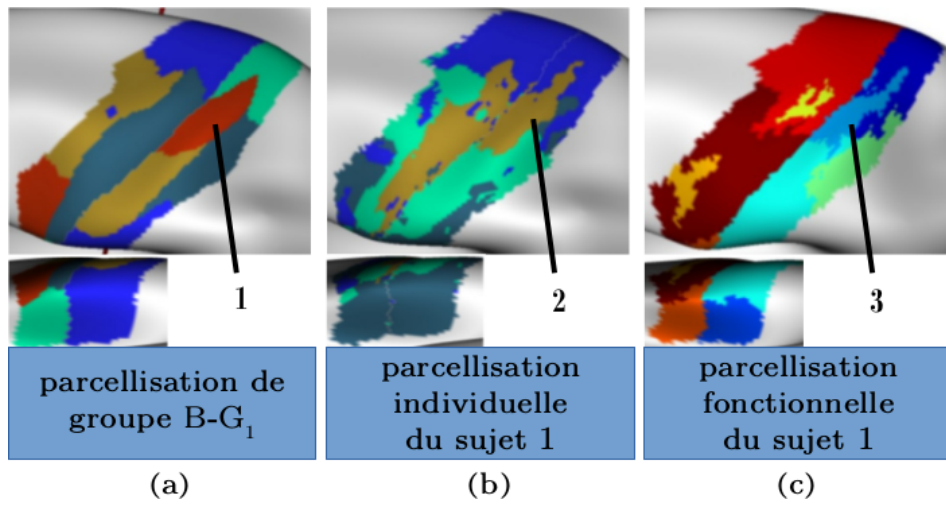 1
2
3
parcellisation de
groupe B-G₁
parcellisation
individuelle
du sujet 1
parcellisation
fonctionnelle
du sujet 1
(a)
(b)
(c)